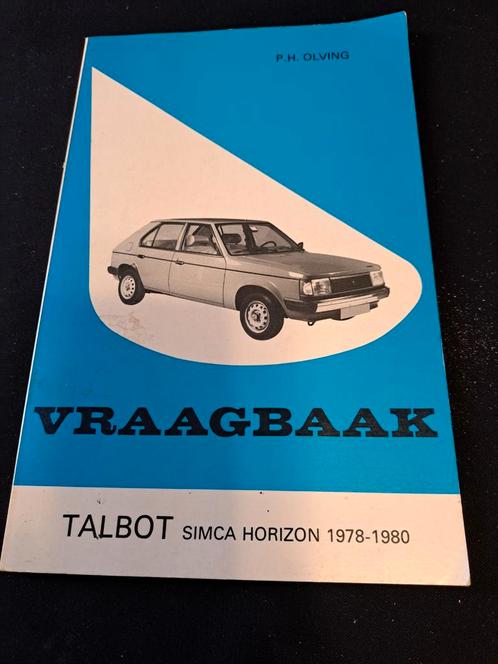 P.H. OLVING
VRAAGBAAK
TALBOT SIMCA HORIZON 1978-1980